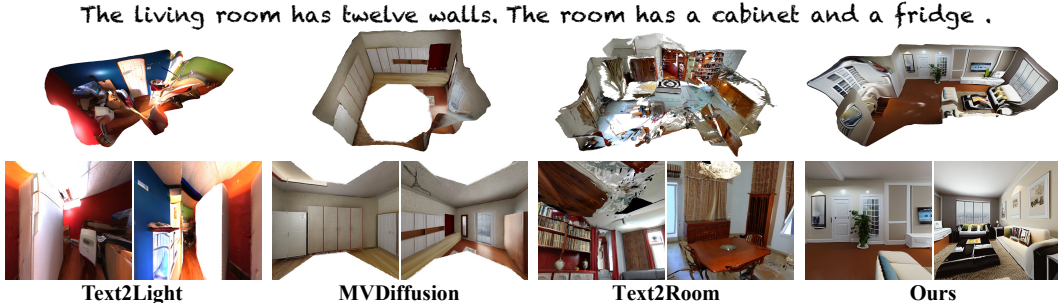 The living room has twelve walls. The room has a cabinet and a fridge .
Text2Light MVDiffusion Text2Room Ours